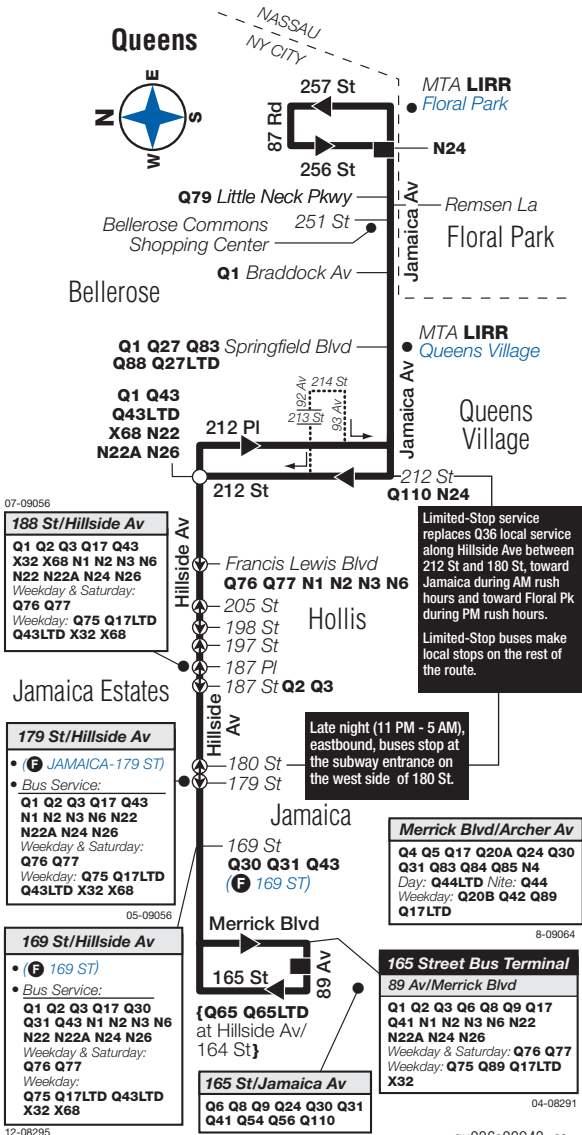 Queens
NASSAU
NY CITY
N
E
S
W
257 St
MTA LIRR
Floral Park
87 Rd
256 St
N24
Q79 Little Neck Pkwy
Jamaica Av
Remsen La
Bellerose Commons
Shopping Center
251 St
Floral Park
Q1 Braddock Av
Bellerose
Q1 Q27 Q83
Q88 Q27LTD
Springfield Blvd
MTA LIRR
Queens Village
Q1 Q43
Q43LTD
X68 N22
N22A N26
92 Av
214 St
213 St
93 Av
Jamaica Av
Queens
Village
212 Pl
212 St
212 St
Q110 N24
07-09056
188 St/Hillside Av
Q1 Q2 Q3 Q17 Q43
X32 X68 N1 N2 N3 N6
N22 N22A N24 N26
Weekday & Saturday:
Q76 Q77
Weekday: Q75 Q17LTD
Q43LTD X32 X68
Hillside Av
Francis Lewis Blvd
Q76 Q77 N1 N2 N3 N6
205 St
Hollis
198 St
197 St
187 Pl
187 St Q2 Q3
Limited-Stop service
replaces Q36 local service
along Hillside Ave between
212 St and 180 St, toward
Jamaica during AM rush
hours and toward Floral Pk
during PM rush hours.
Limited-Stop buses make
local stops on the rest of
the route.
Jamaica Estates
Hillside
Av
Late night (11 PM - 5 AM),
eastbound, buses stop at
the subway entrance on
the west side of 180 St.
179 St/Hillside Av
• (F JAMAICA-179 ST)
• Bus Service:
Q1 Q2 Q3 Q17 Q43
N1 N2 N3 N6 N22
N22A N24 N26
Weekday & Saturday:
Q76 Q77
Weekday: Q75 Q17LTD
Q43LTD X32 X68
05-09056
180 St
179 St
Jamaica
169 St
Q30 Q31 Q43
(F 169 ST)
Merrick Blvd/Archer Av
Q4 Q5 Q17 Q20A Q24 Q30
Q31 Q83 Q84 Q85 N4
Day: Q44LTD Nite: Q44
Weekday: Q20B Q42 Q89
Q17LTD
8-09064
169 St/Hillside Av
• (F 169 ST)
• Bus Service:
Q1 Q2 Q3 Q17 Q30
Q31 Q43 N1 N2 N3 N6
N22 N22A N24 N26
Weekday & Saturday:
Q76 Q77
Weekday:
Q75 Q17LTD Q43LTD
X32 X68
12-08295
Merrick Blvd
165 St
89 Av
{Q65 Q65LTD
at Hillside Av/
164 St}
165 Street Bus Terminal
89 Av/Merrick Blvd
Q1 Q2 Q3 Q6 Q8 Q9 Q17
Q41 N1 N2 N3 N6 N22
N22A N24 N26
Weekday & Saturday: Q76 Q77
Weekday: Q75 Q89 Q17LTD
X32
04-08291
165 St/Jamaica Av
Q6 Q8 Q9 Q24 Q30 Q31
Q41 Q54 Q56 Q110